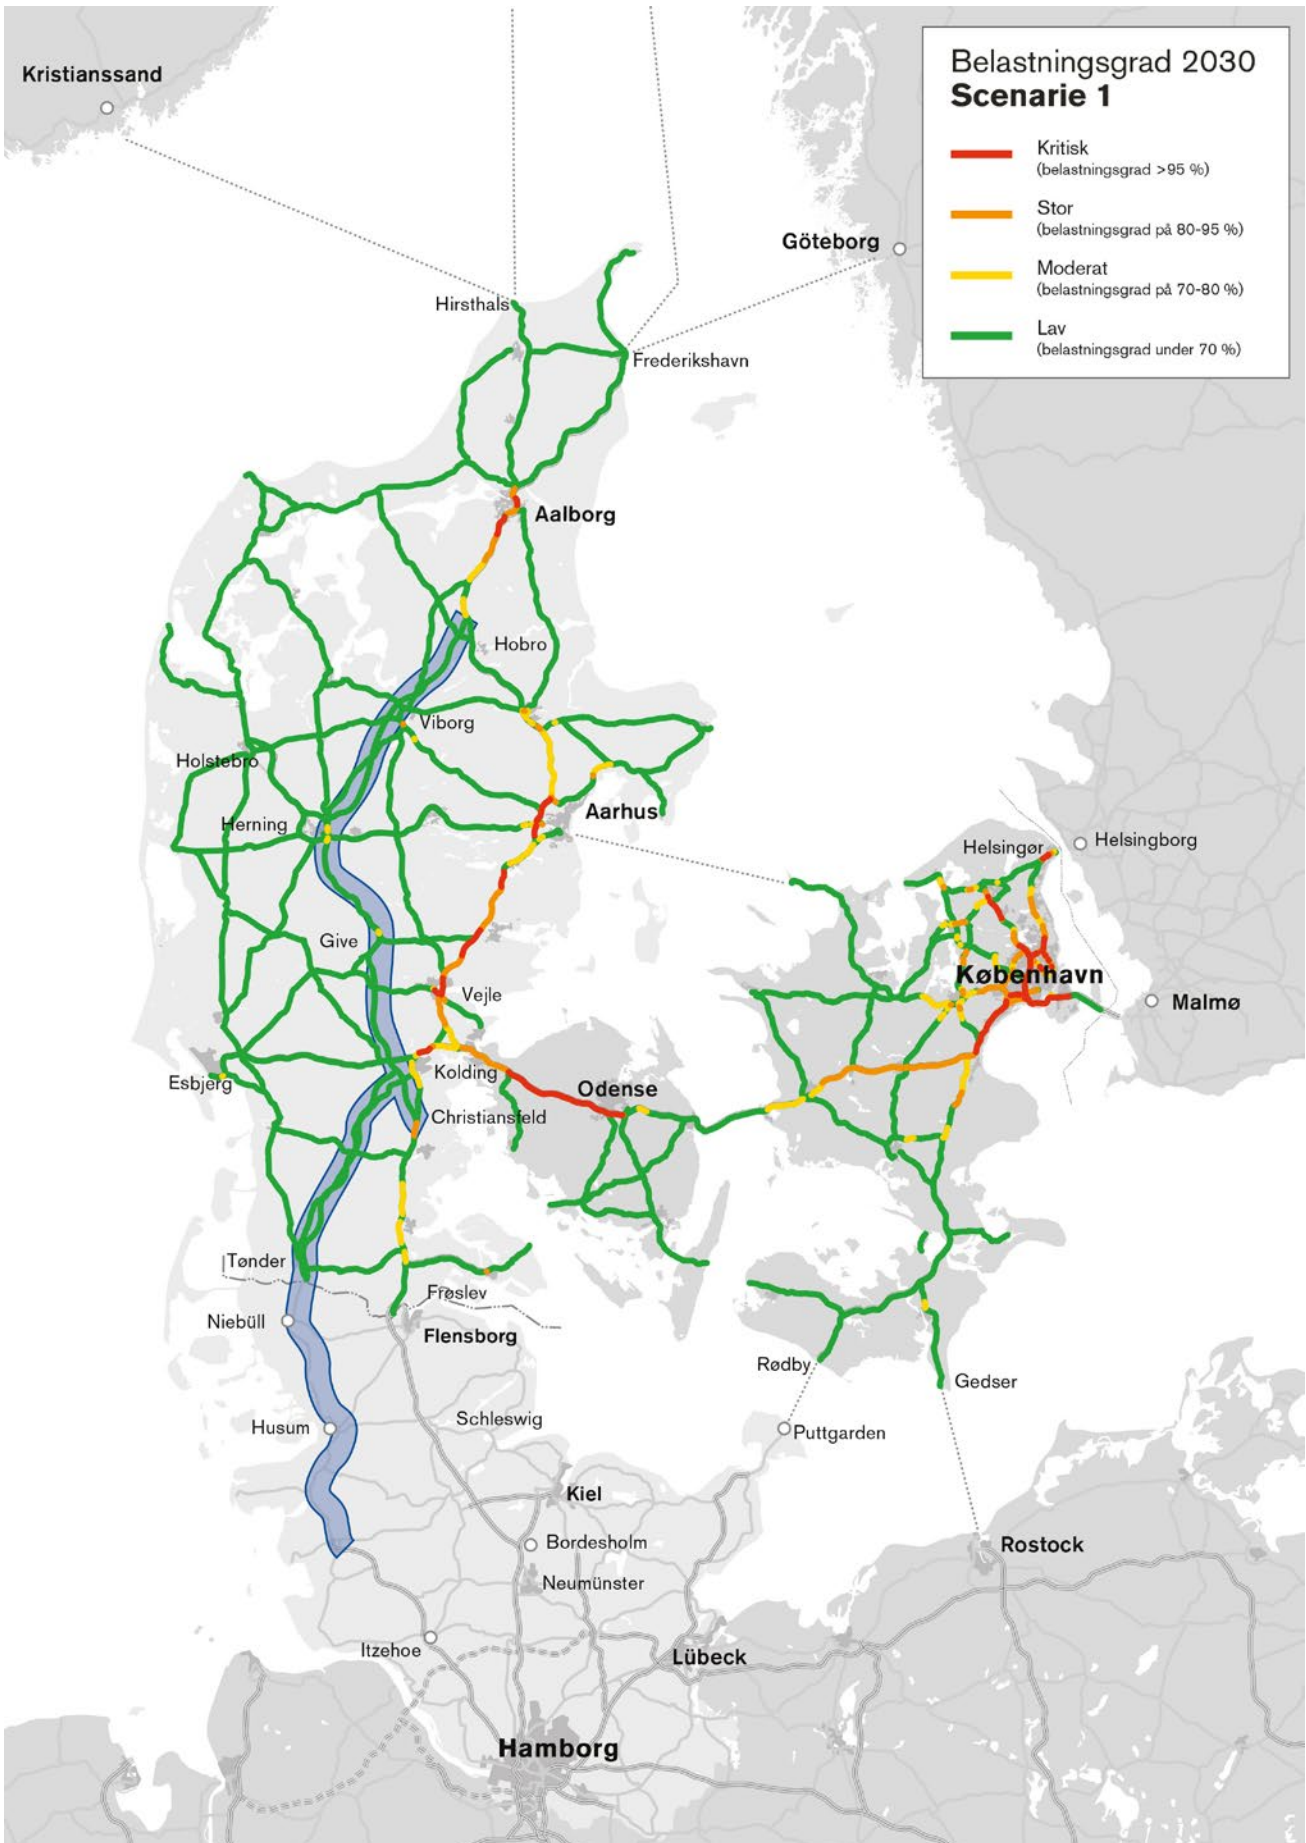 Belastningsgrad 2030
Scenarie 1
Kritisk
(belastningsgrad >95 %)
Stor
(belastningsgrad på 80-95 %)
Moderat
(belastningsgrad på 70-80 %)
Lav
(belastningsgrad under 70 %)
Kristianssand
Göteborg
Hirsthals
Frederikshavn
Aalborg
Hobro
Viborg
Holstebro
Aarhus
Herning
Helsingør
Helsingborg
Give
København
Vejle
Malmø
Kolding
Esbjerg
Odense
Christiansfeld
Tønder
Frøslev
Niebüll
Flensborg
Rødby
Gedser
Husum
Schleswig
Puttgarden
Kiel
Bordesholm
Rostock
Neumünster
Itzehoe
Lübeck
Hamborg